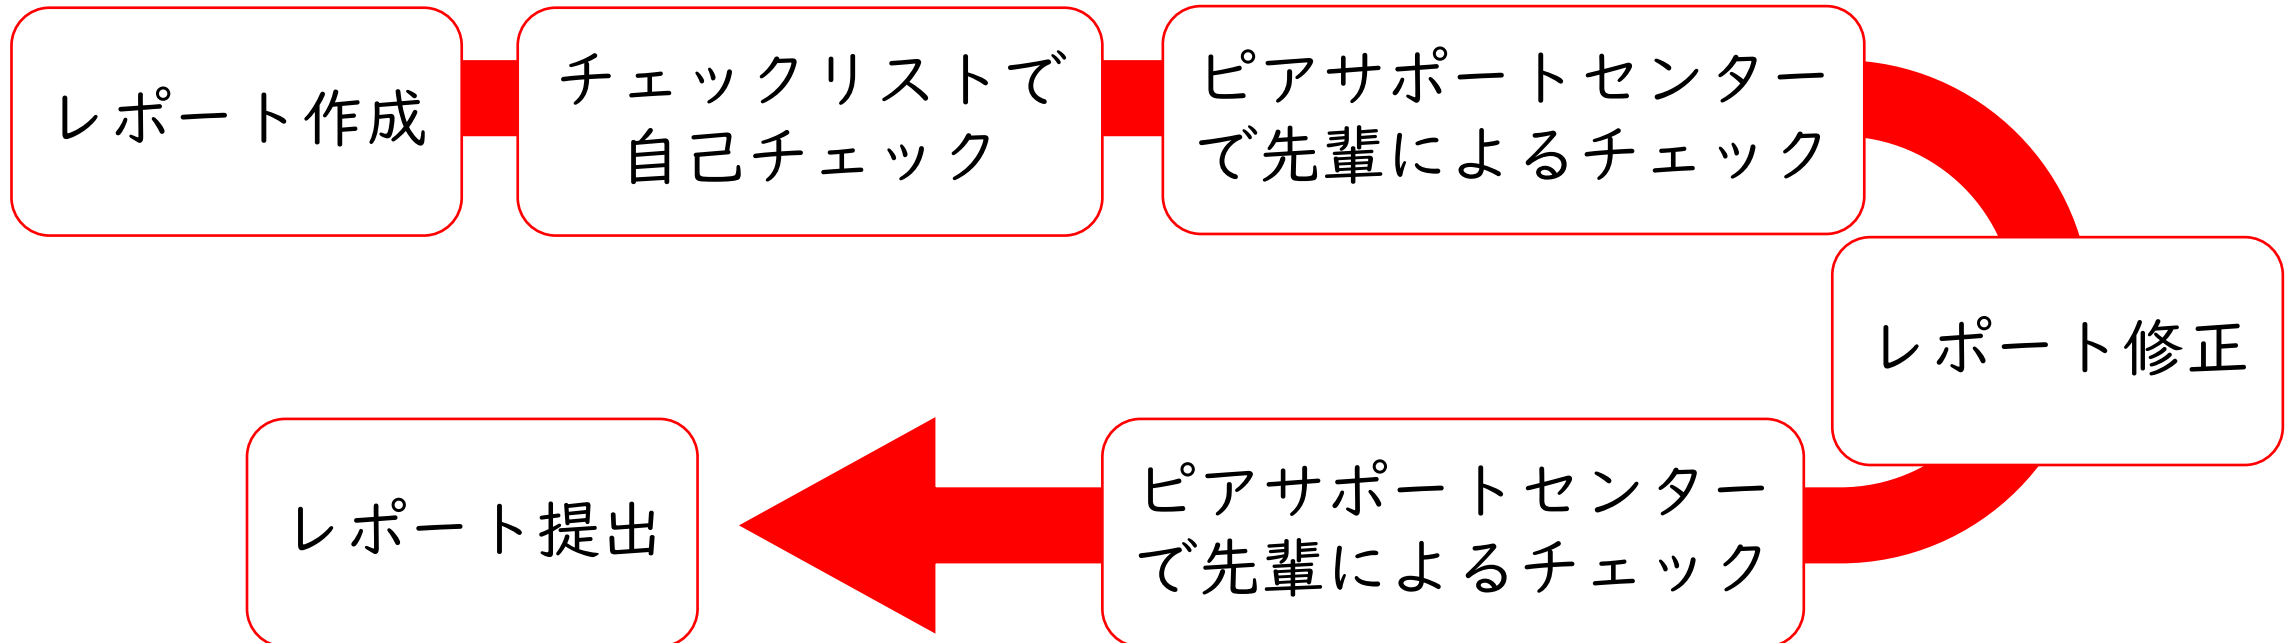 レポート作成
チェックリストで
自己チェック
ピアサポートセンター
で先輩によるチェック
レポート修正
ピアサポートセンター
で先輩によるチェック
レポート提出